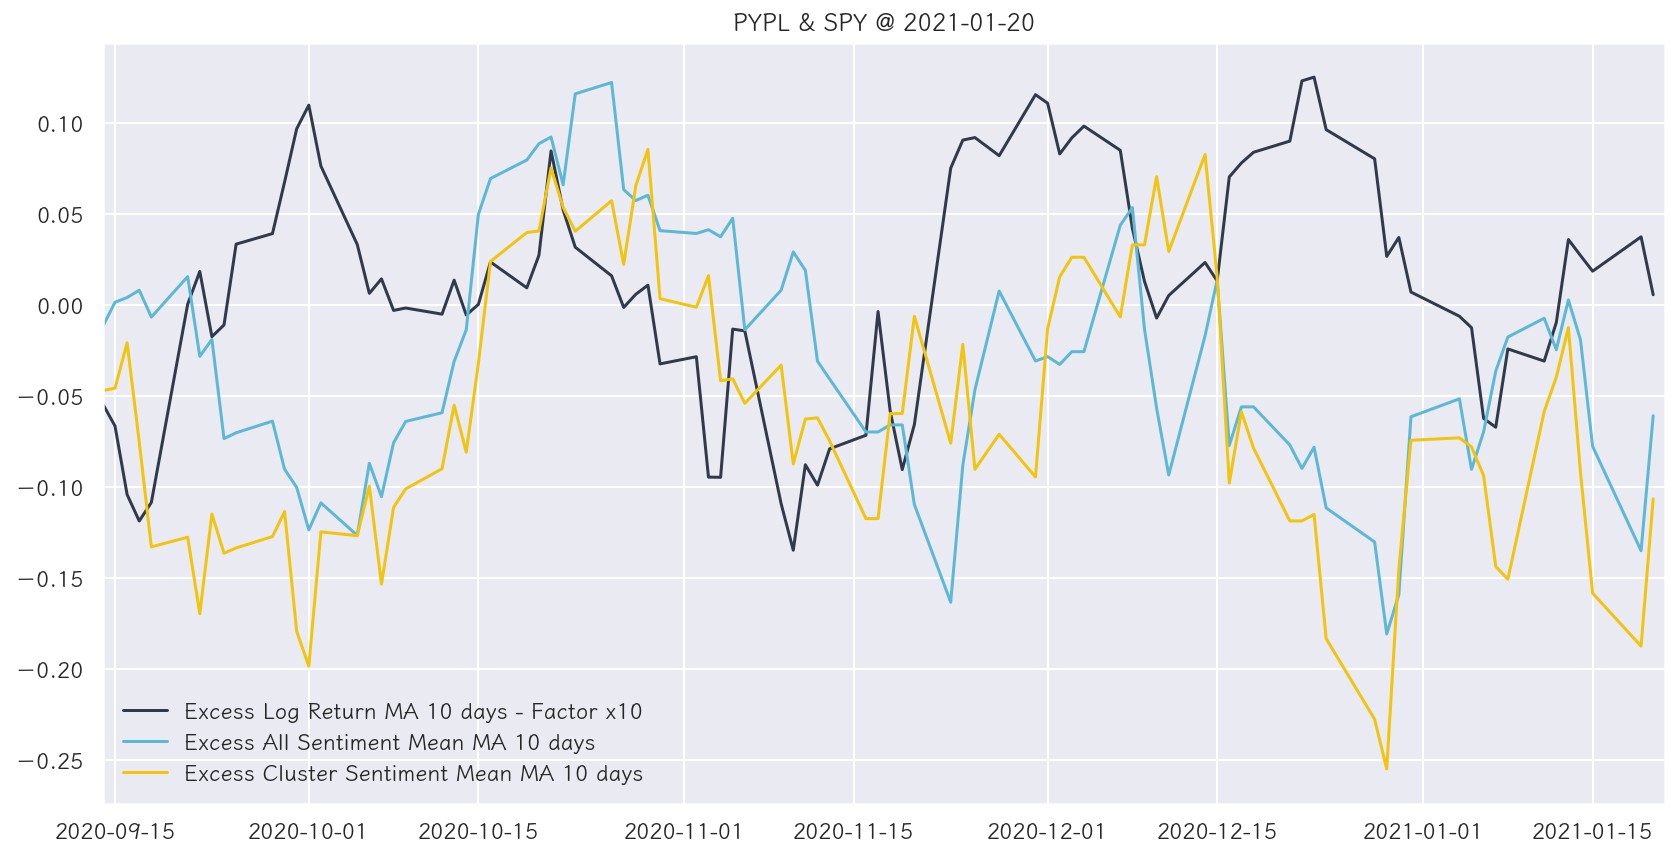 PYPL & SPY @ 2021-01-20
0.10
0.05
0.00
−0.05
−0.10
−0.15
−0.20
−0.25
Excess Log Return MA 10 days - Factor x10
Excess All Sentiment Mean MA 10 days
Excess Cluster Sentiment Mean MA 10 days
2020-09-15 2020-10-01 2020-10-15 2020-11-01 2020-11-15 2020-12-01 2020-12-15 2021-01-01 2021-01-15